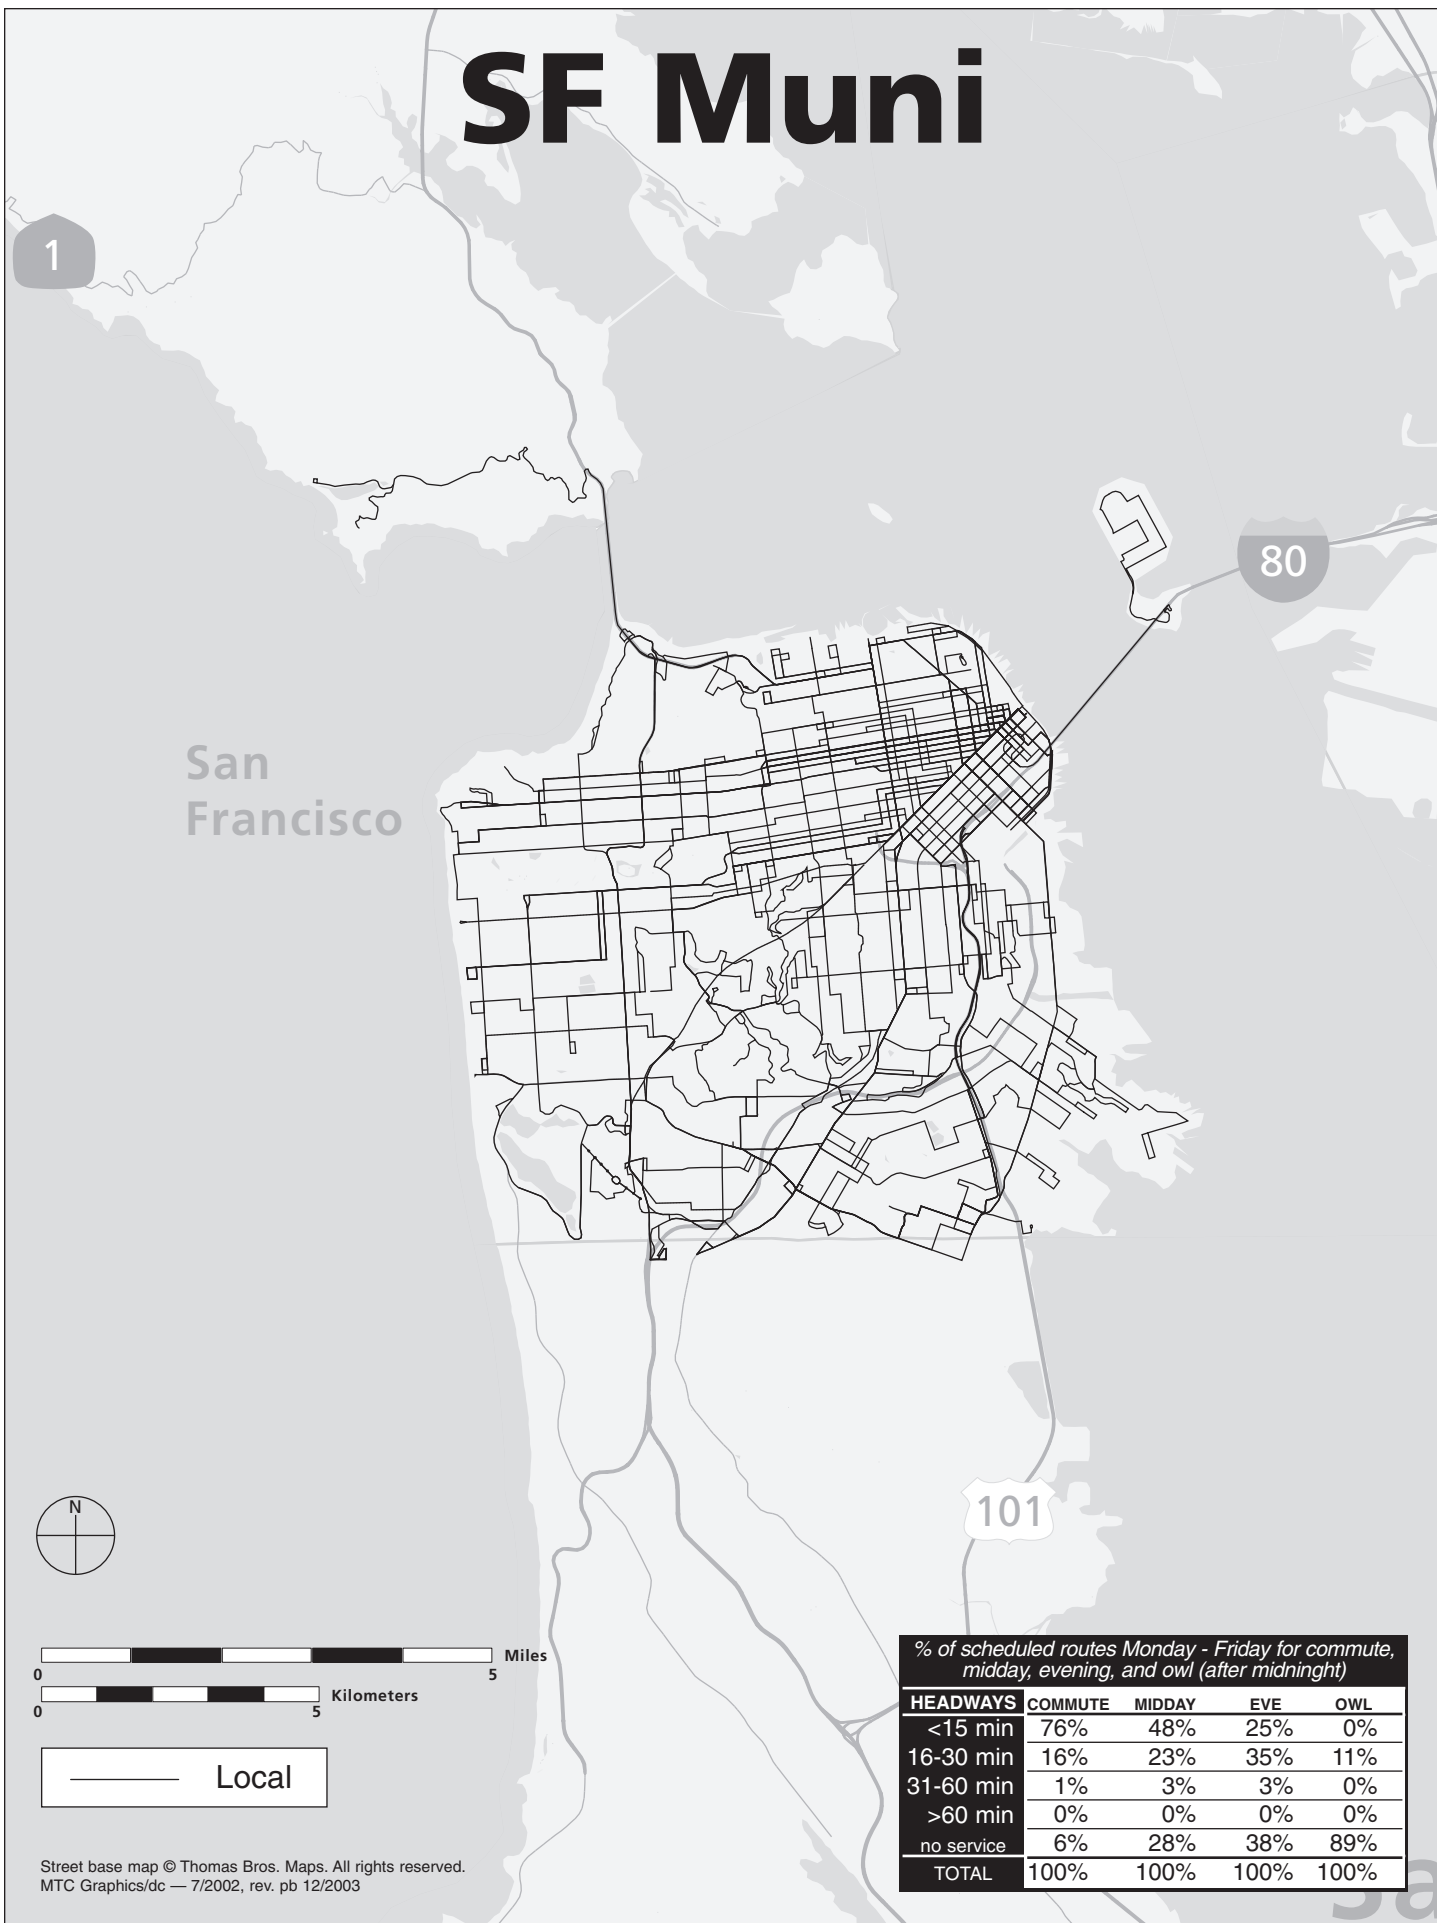 SF Muni
1
80
San
Francisco
101
N
Miles
0 5
Kilometers
0 5
Local
Street base map © Thomas Bros. Maps. All rights reserved.
MTC Graphics/dc — 7/2002, rev. pb 12/2003
% of scheduled routes Monday - Friday for commute,
midday, evening, and owl (after midninght)
HEADWAYS COMMUTE MIDDAY EVE OWL
<15 min 76% 48% 25% 0%
16-30 min 16% 23% 35% 11%
31-60 min 1% 3% 3% 0%
>60 min 0% 0% 0% 0%
no service 6% 28% 38% 89%
TOTAL 100% 100% 100% 100%
Sa